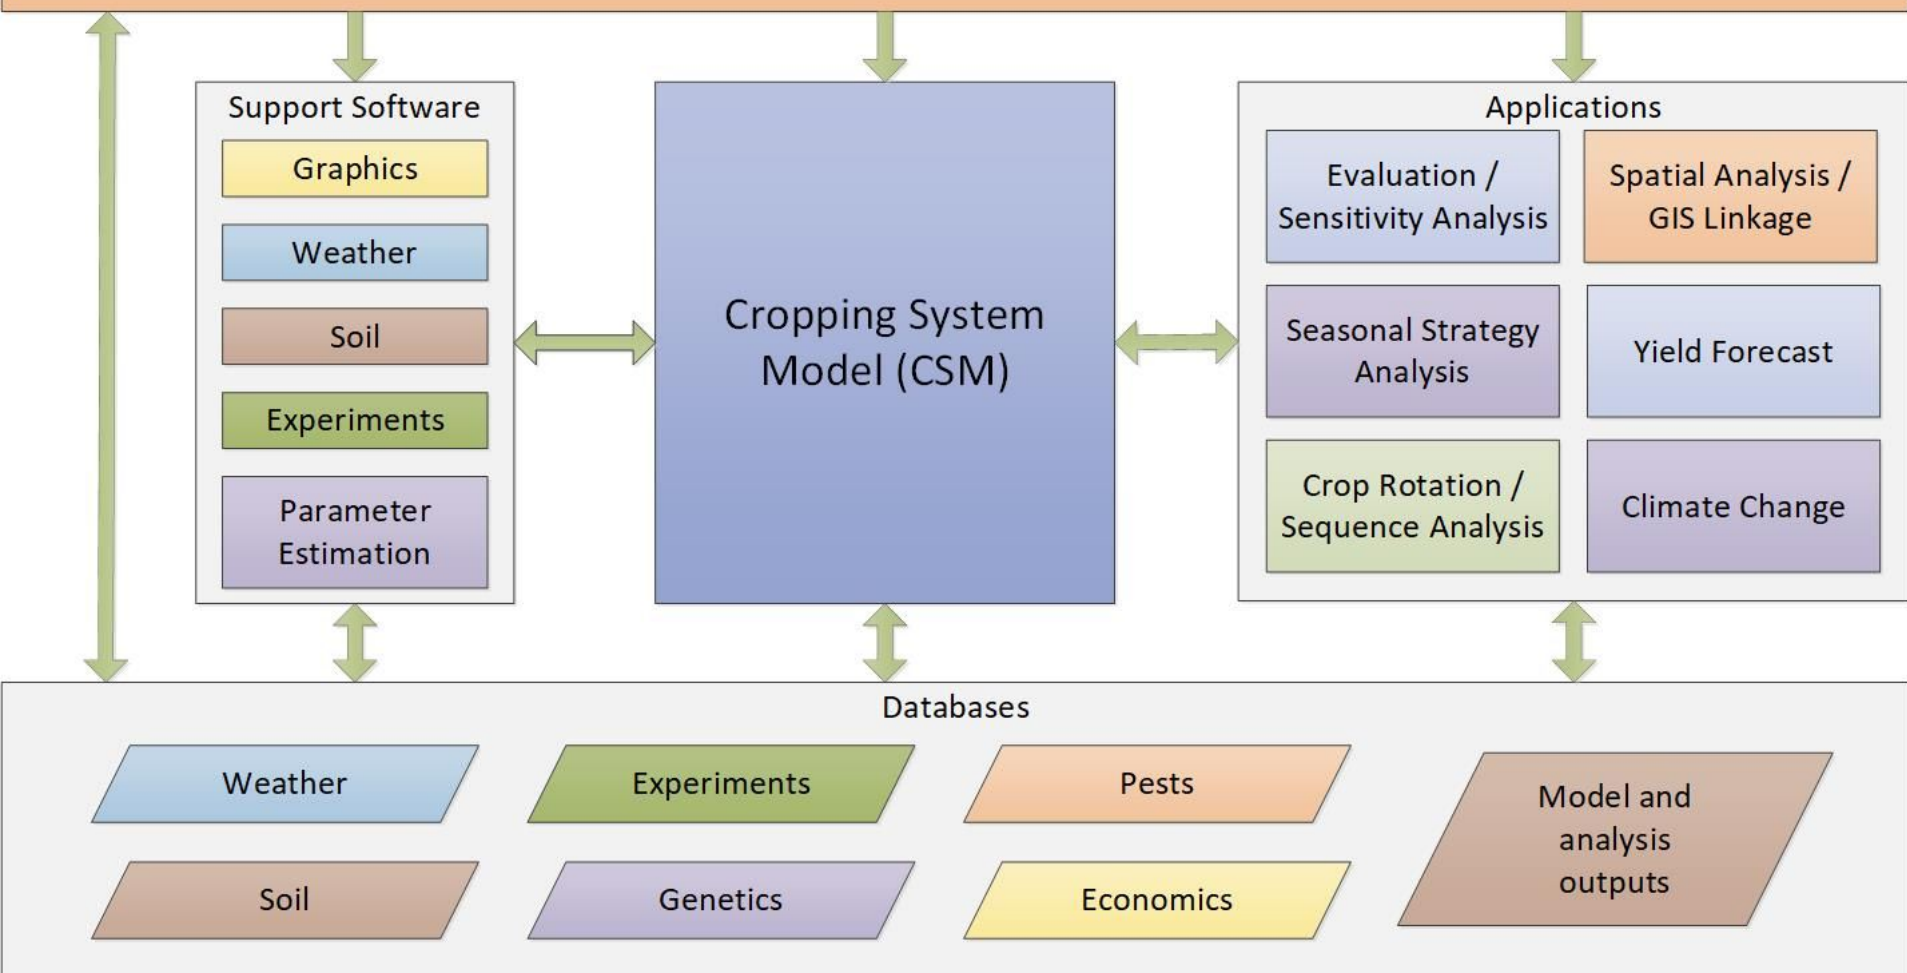 Support Software
Graphics
Weather
Soil
Experiments
Parameter
Estimation
Cropping System
Model (CSM)
Applications
Evaluation /
Sensitivity Analysis
Spatial Analysis /
GIS Linkage
Seasonal Strategy
Analysis
Yield Forecast
Crop Rotation /
Sequence Analysis
Climate Change
Databases
Weather
Experiments
Pests
Model and
analysis
outputs
Soil
Genetics
Economics